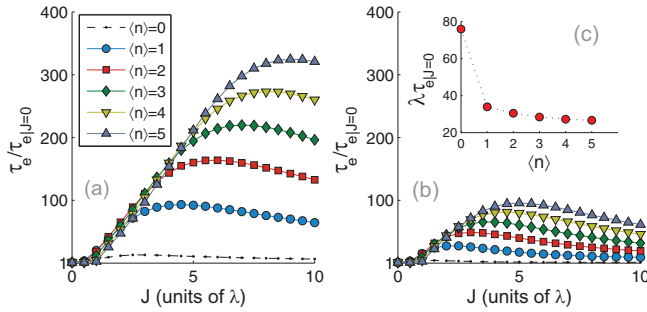 400
300
200
100
1
τe/τe|J=0
⟨n⟩=0
⟨n⟩=1
⟨n⟩=2
⟨n⟩=3
⟨n⟩=4
⟨n⟩=5
(a)
0 5 10
J (units of λ)
400
300
200
100
1
τe/τe|J=0
(b)
0 5 10
J (units of λ)
80
60
40
20
λτe|J=0
(c)
0 1 2 3 4 5
⟨n⟩